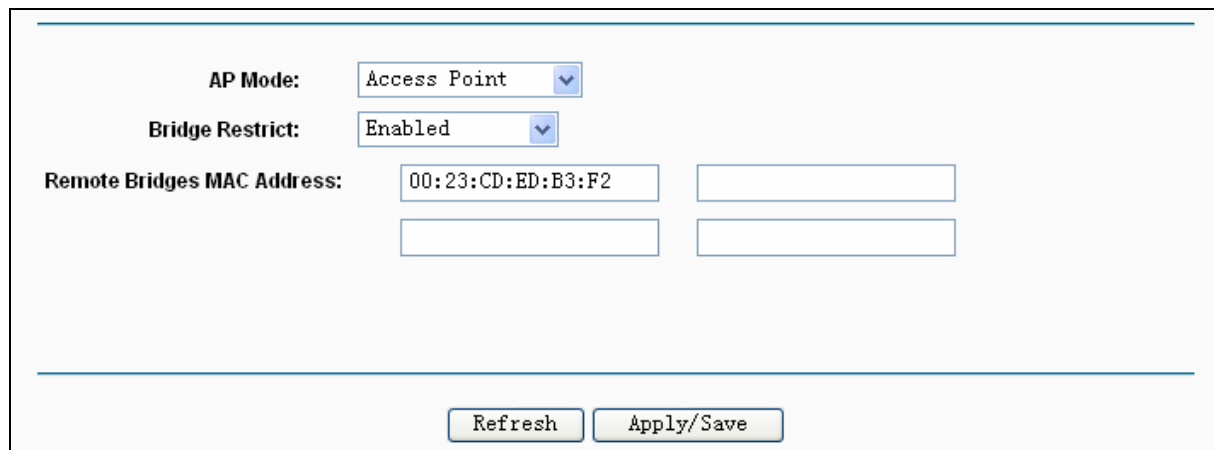 AP Mode: Access Point
Bridge Restrict: Enabled
Remote Bridges MAC Address: 00:23:CD:ED:B3:F2
Refresh Apply/Save